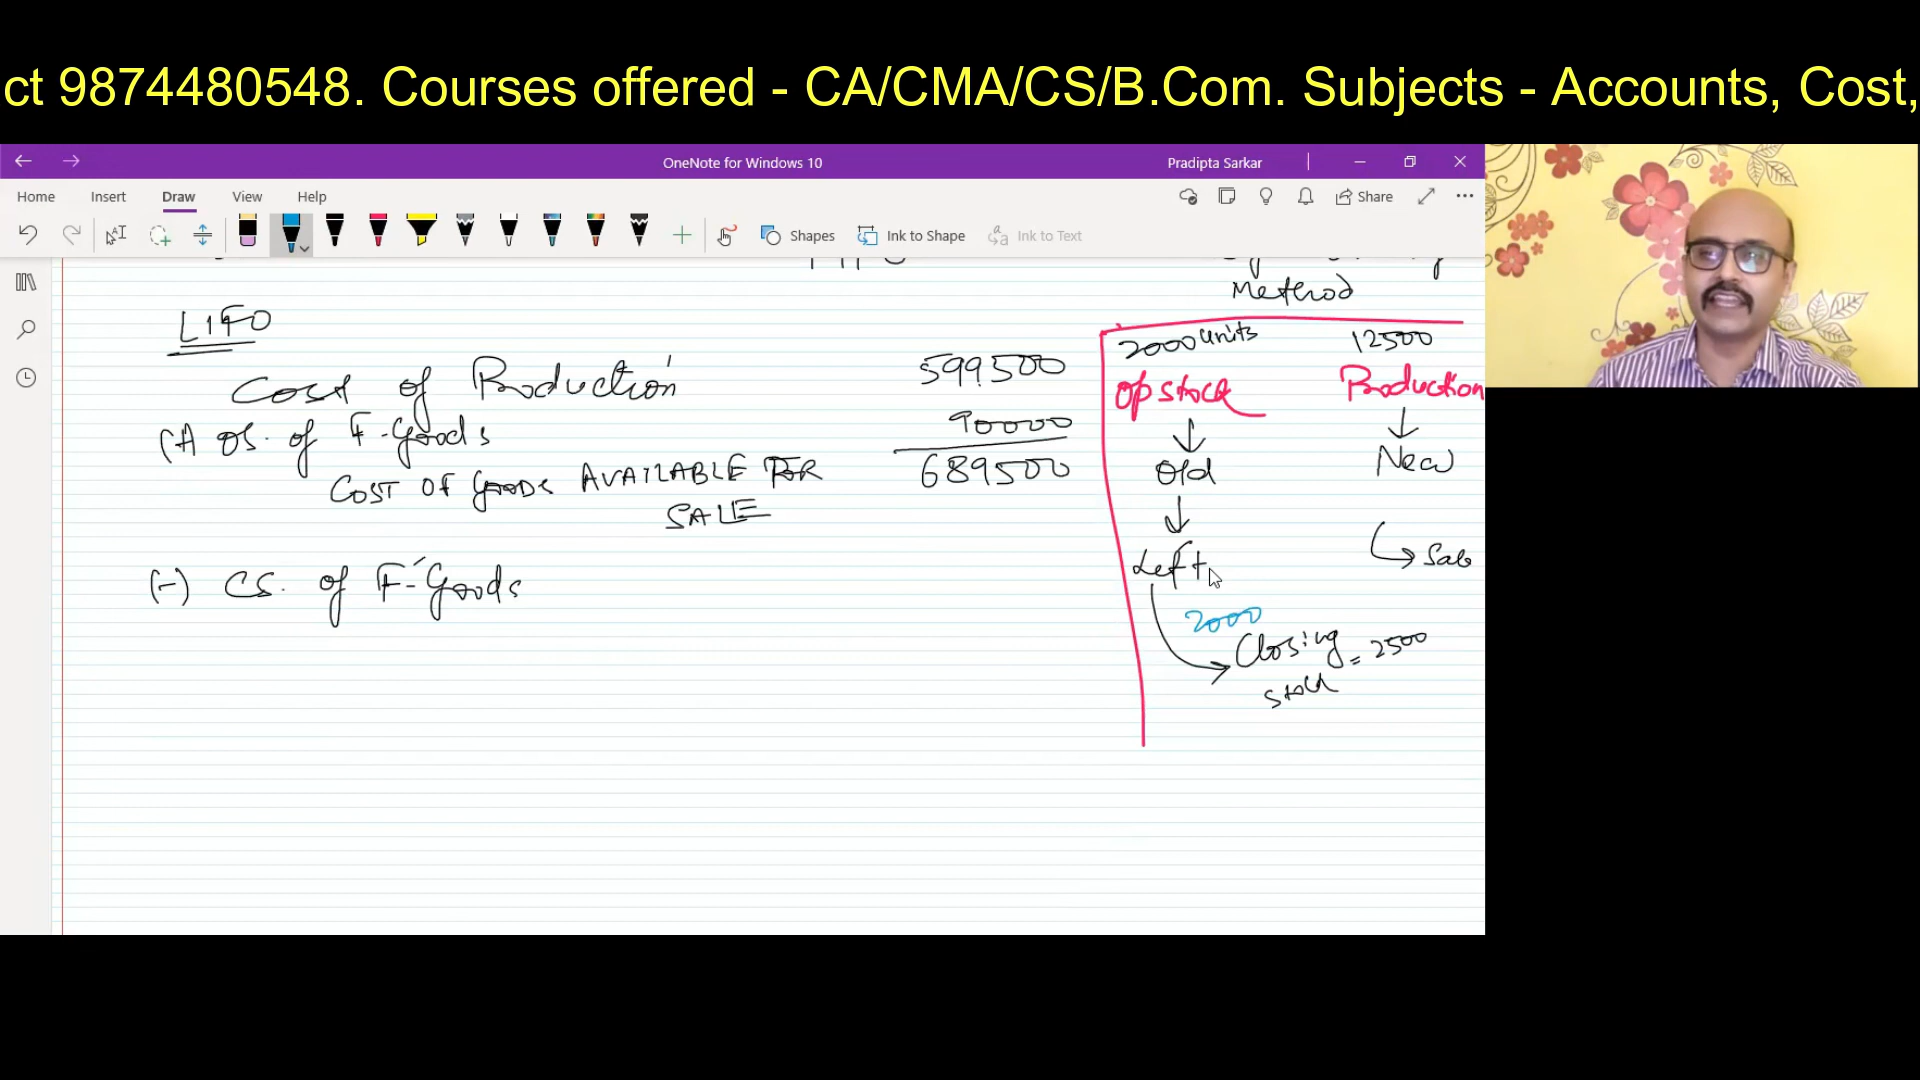 ct 9874480548. Courses offered - CA/CMA/CS/B.Com. Subjects - Accounts, Cost,
OneNote for Windows 10
Pradipta Sarkar
Home Insert Draw View Help
Share
Shapes Ink to Shape Ink to Text
Method
LIFO
Cost of Production 599500
(+) OS. of F-Goods 90000
COST OF GOODS AVAILABLE FOR SALE 689500
(-) CS. of F-Goods
2000 units 12500
Op stock Production
Old New
Left Sale
2000
Closing stock = 2500